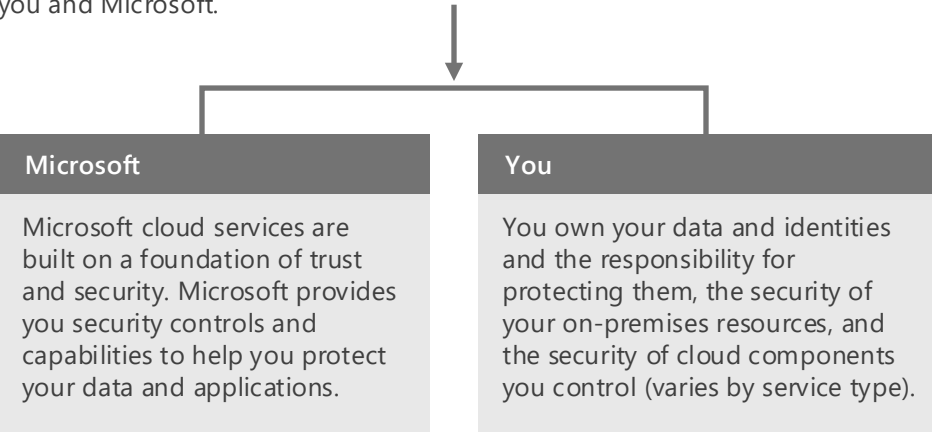 you and Microsoft.
Microsoft
Microsoft cloud services are
built on a foundation of trust
and security. Microsoft provides
you security controls and
capabilities to help you protect
your data and applications.
You
You own your data and identities
and the responsibility for
protecting them, the security of
your on-premises resources, and
the security of cloud components
you control (varies by service type).